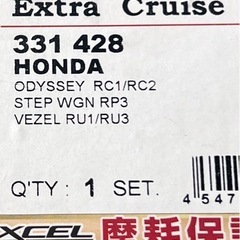 Extra Cruise
331 428
HONDA
ODYSSEY RC1/RC2
STEP WGN RP3
VEZEL RU1/RU3
Q'TY : 1 SET.
4 547
XCEL 摩耗保